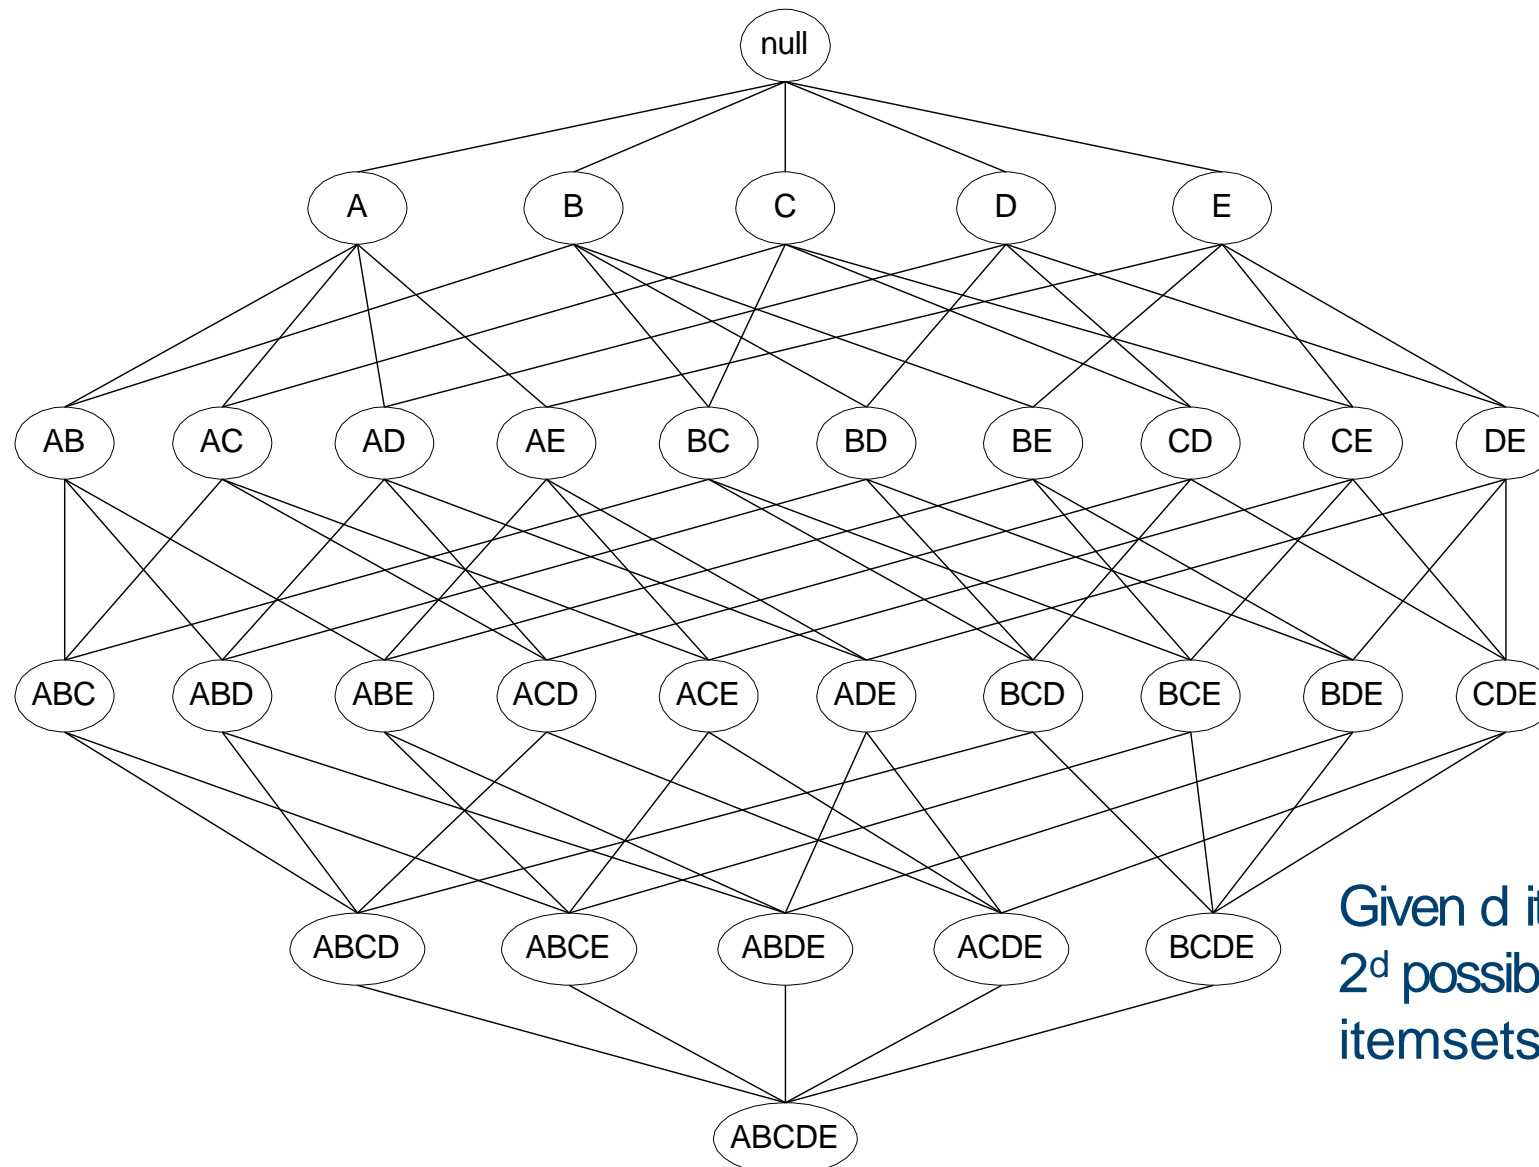 null
A B C D E
AB AC AD AE BC BD BE CD CE DE
ABC ABD ABE ACD ACE ADE BCD BCE BDE CDE
ABCD ABCE ABDE ACDE BCDE
Given d
2ᵈ
itemsets
ABCDE